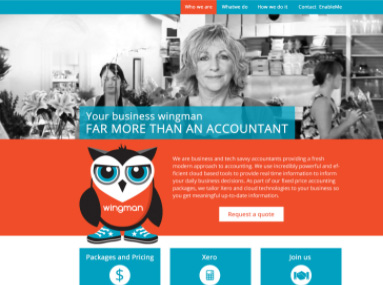 Who we are Whatwe do How we do it Contact EnableMe
Your business wingman
FAR MORE THAN AN ACCOUNTANT
We are business and tech savvy accountants providing a fresh
modern approach to accounting. We use incredibly powerful and ef-
ficient cloud based tools to provide real time information to inform
your daily business decisions. As part of our fixed price accounting
packages, we tailor xero and cloud technologies to your business so
you get meaningful up-to-date information.
wingman
Request a quote
Packages and Pricing Xero Join us
$